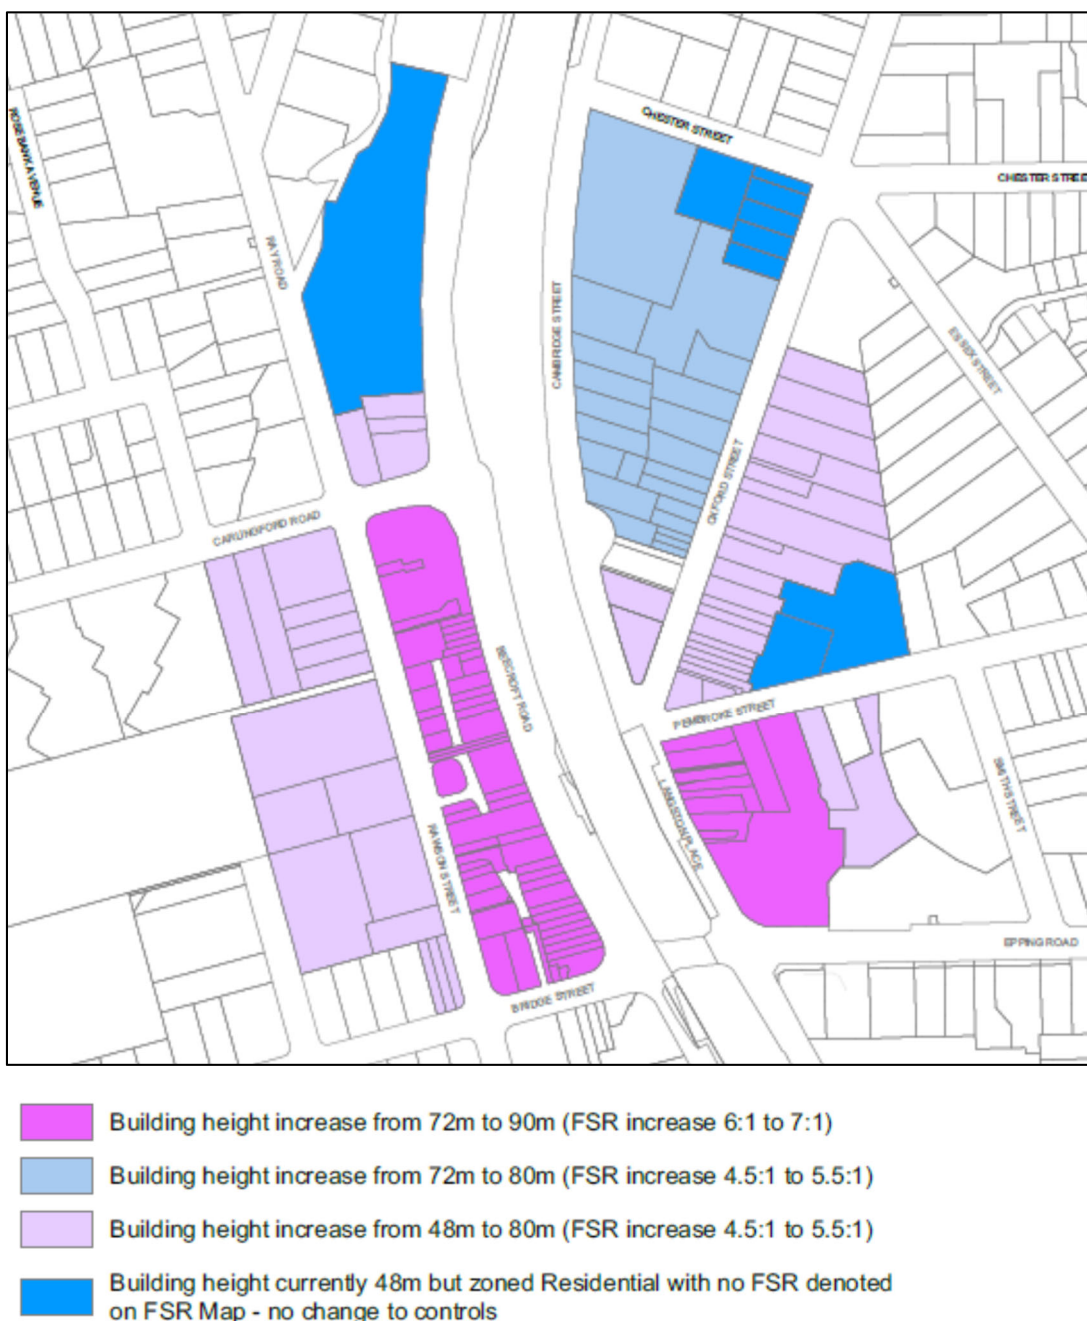 CHESTER STREET
ROSEBANK AVENUE
CHESTER STREET
RAY ROAD
CAMBRIDGE STREET
ESSEX STREET
OXFORD STREET
CARLINGFORD ROAD
BEECROFT ROAD
PEMBROKE STREET
LANGSTON PLACE
SMITH STREET
RAWSON STREET
EPPING ROAD
BRIDGE STREET
Building height increase from 72m to 90m (FSR increase 6:1 to 7:1)
Building height increase from 72m to 80m (FSR increase 4.5:1 to 5.5:1)
Building height increase from 48m to 80m (FSR increase 4.5:1 to 5.5:1)
Building height currently 48m but zoned Residential with no FSR denoted
on FSR Map - no change to controls